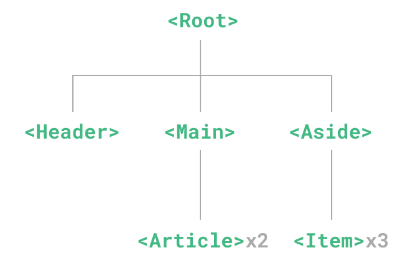 <Root>
<Header> <Main> <Aside>
<Article>x2 <Item>x3